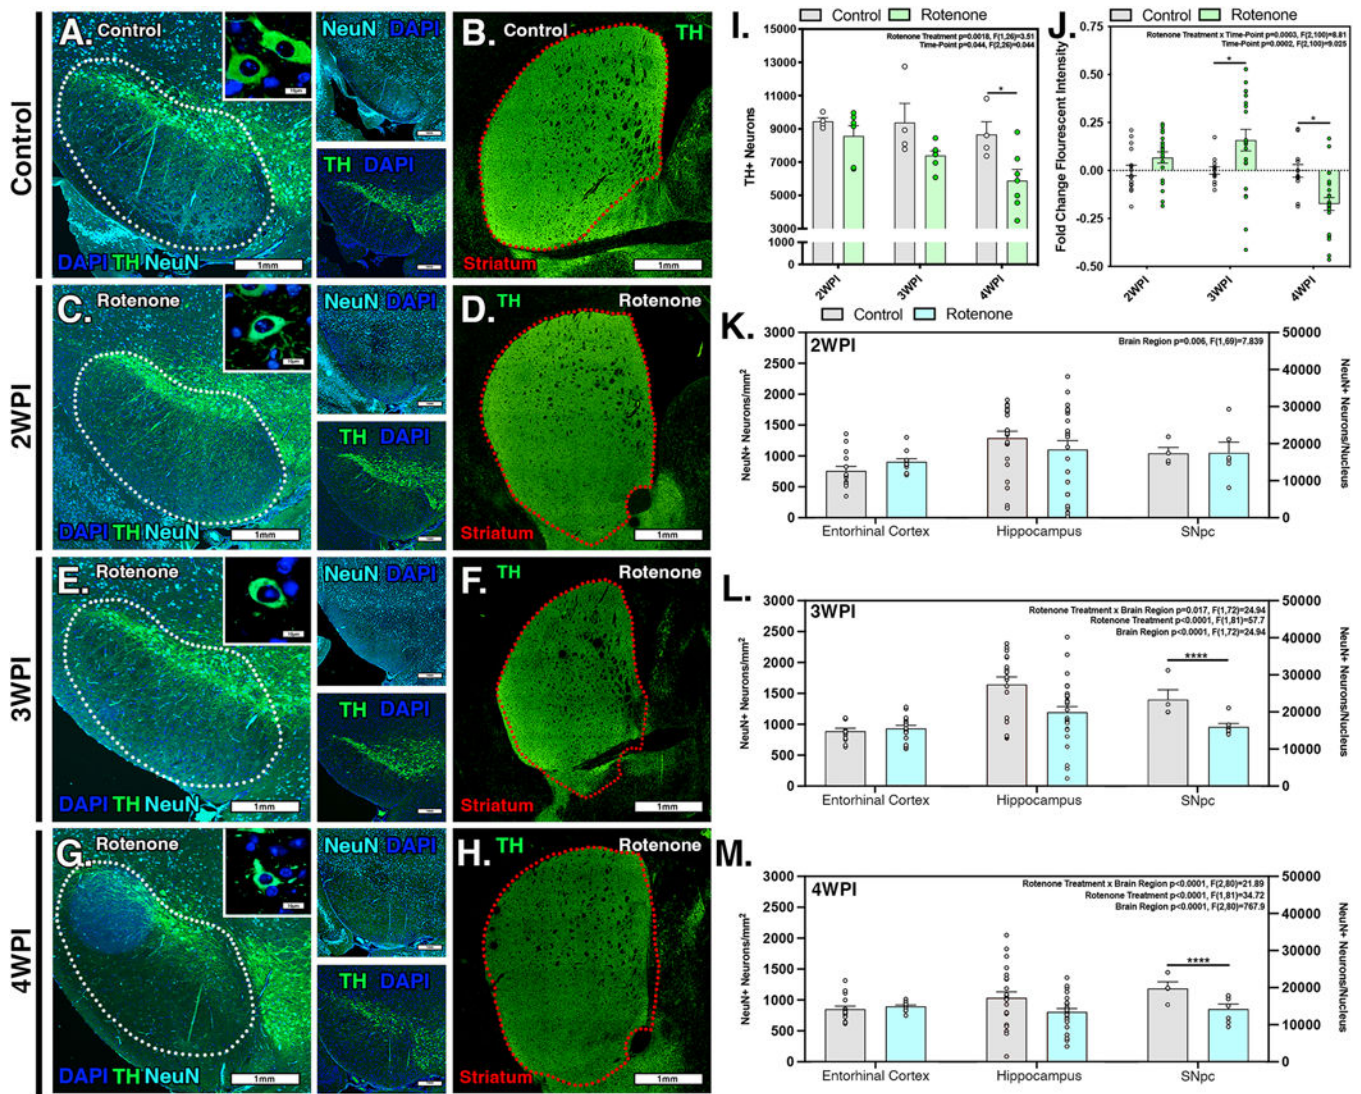 Control
2WPI
3WPI
4WPI
A. Control
10µm
DAPI TH NeuN
1mm
NeuN DAPI
TH DAPI
B. Control
TH
Striatum
1mm
C. Rotenone
10µm
DAPI TH NeuN
1mm
NeuN DAPI
TH DAPI
D. TH
Rotenone
Striatum
1mm
E. Rotenone
10µm
DAPI TH NeuN
1mm
NeuN DAPI
TH DAPI
F. TH
Rotenone
Striatum
1mm
G. Rotenone
10µm
DAPI TH NeuN
1mm
NeuN DAPI
TH DAPI
H. TH
Rotenone
Striatum
1mm
I.
Control Rotenone
Rotenone Treatment p=0.0018, F(1,26)=3.51
Time-Point p=0.044, F(2,26)=0.044
TH+ Neurons
15000
13000
11000
9000
7000
5000
3000
1000
0
*
2WPI 3WPI 4WPI
J.
Control Rotenone
Rotenone Treatment x Time-Point p=0.0003, F(2,100)=8.81
Time-Point p=0.0002, F(2,100)=9.025
Fold Change Flourescent Intensity
0.75
0.50
0.25
0.00
-0.25
-0.50
*
*
2WPI 3WPI 4WPI
K.
Control Rotenone
2WPI
Brain Region p=0.006, F(1,69)=7.839
NeuN+ Neurons/mm²
3000
2500
2000
1500
1000
500
0
NeuN+ Neurons/Nucleus
50000
40000
30000
20000
10000
0
Entorhinal Cortex Hippocampus SNpc
L.
3WPI
Rotenone Treatment x Brain Region p=0.017, F(1,72)=24.94
Rotenone Treatment p<0.0001, F(1,81)=57.7
Brain Region p<0.0001, F(1,72)=24.94
NeuN+ Neurons/mm²
3000
2500
2000
1500
1000
500
0
****
NeuN+ Neurons/Nucleus
50000
40000
30000
20000
10000
0
Entorhinal Cortex Hippocampus SNpc
M.
4WPI
Rotenone Treatment x Brain Region p<0.0001, F(2,80)=21.89
Rotenone Treatment p<0.0001, F(1,81)=34.72
Brain Region p<0.0001, F(2,80)=767.9
NeuN+ Neurons/mm²
3000
2500
2000
1500
1000
500
0
****
NeuN+ Neurons/Nucleus
50000
40000
30000
20000
10000
0
Entorhinal Cortex Hippocampus SNpc